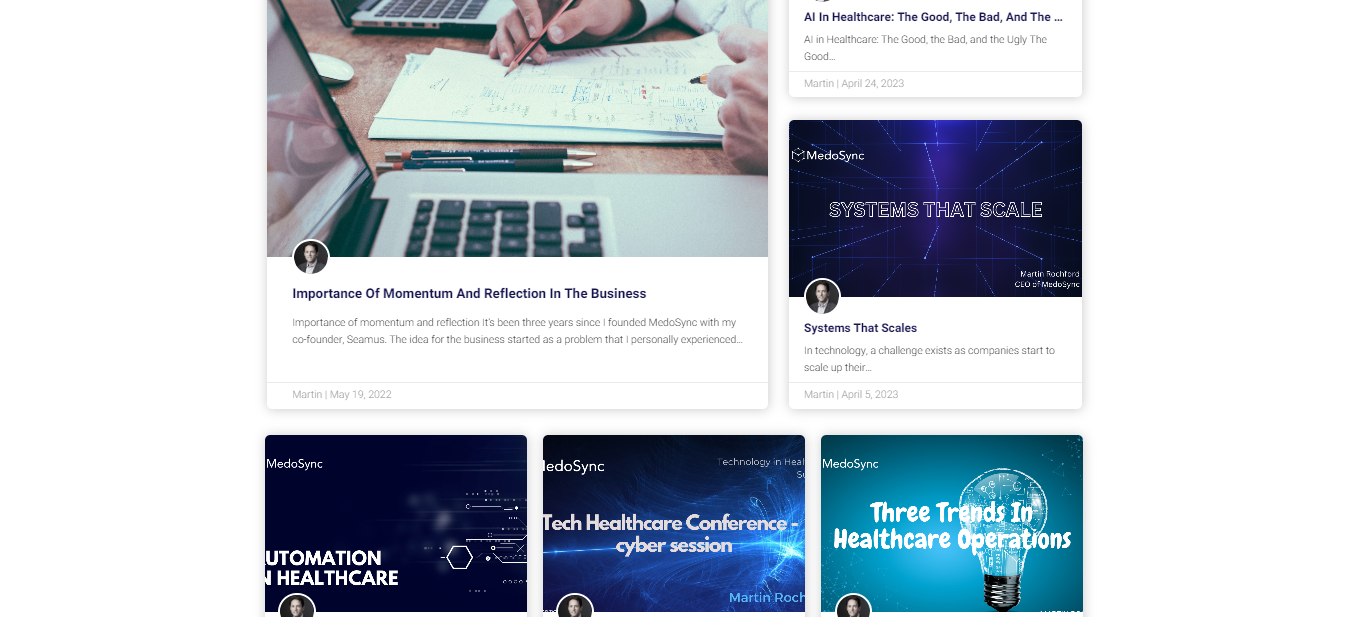 AI In Healthcare: The Good, The Bad, And The ...
AI in Healthcare: The Good, the Bad, and the Ugly The
Good...
Martin | April 24, 2023
MedoSync
SYSTEMS THAT SCALE
Martin Rochford
CEO of MedoSync
Importance Of Momentum And Reflection In The Business
Importance of momentum and reflection It's been three years since I founded MedoSync with my
co-founder, Seamus. The idea for the business started as a problem that I personally experienced...
Martin | May 19, 2022
Systems That Scales
In technology, a challenge exists as companies start to
scale up their...
Martin | April 5, 2023
MedoSync
UTOMATION
N HEALTHCARE
edoSync
Technology in Heal
Tech Healthcare Conference -
cyber session
Martin Roch
MedoSync
Three Trends In
Healthcare Operations